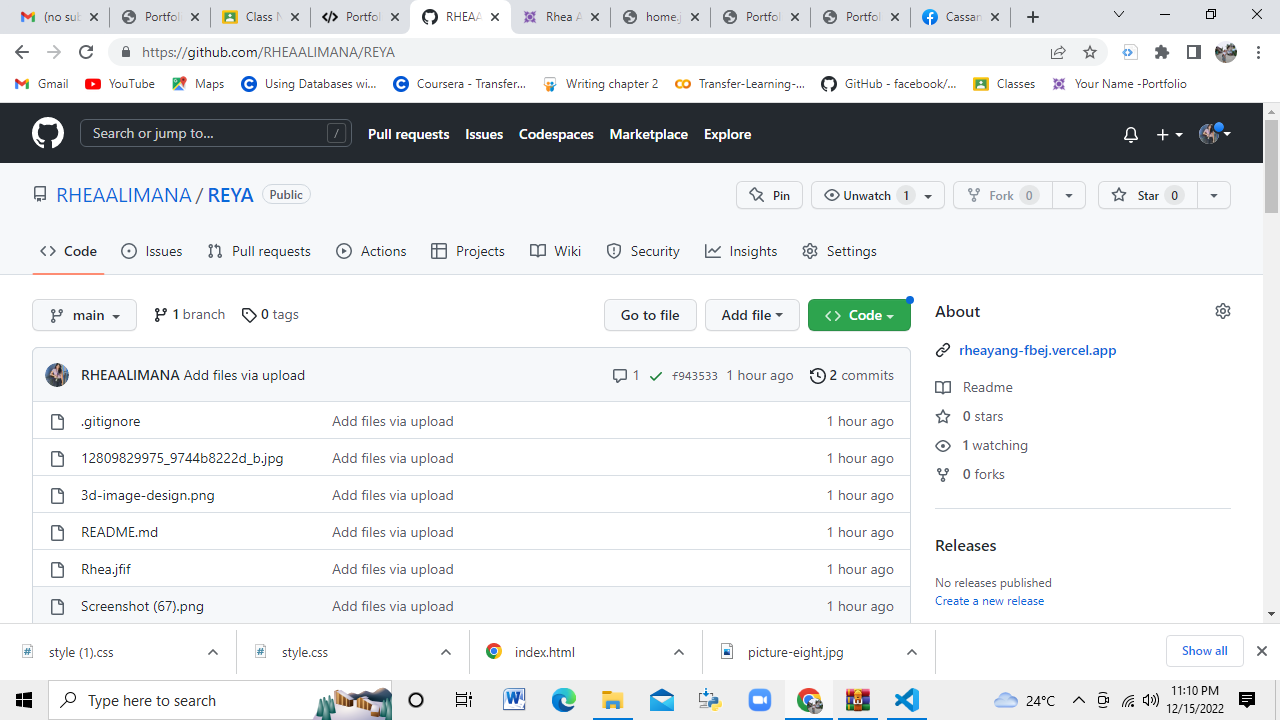 (no sub
Portfoli
Class N
Portfoli
RHEAA
Rhea A
home.j
Portfoli
Portfoli
Cassan
https://github.com/RHEAALIMANA/REYA
Gmail YouTube Maps Using Databases wi... Coursera - Transfer... Writing chapter 2 Transfer-Learning-... GitHub - facebook/... Classes Your Name -Portfolio
Search or jump to... / Pull requests Issues Codespaces Marketplace Explore
RHEAALIMANA / REYA Public Pin Unwatch 1 Fork 0 Star 0
Code Issues Pull requests Actions Projects Wiki Security Insights Settings
main 1 branch 0 tags Go to file Add file Code
RHEAALIMANA Add files via upload 1 f943533 1 hour ago 2 commits
.gitignore Add files via upload 1 hour ago
12809829975_9744b8222d_b.jpg Add files via upload 1 hour ago
3d-image-design.png Add files via upload 1 hour ago
README.md Add files via upload 1 hour ago
Rhea.jfif Add files via upload 1 hour ago
Screenshot (67).png Add files via upload 1 hour ago
About
rheayang-fbej.vercel.app
Readme
0 stars
1 watching
0 forks
Releases
No releases published
Create a new release
style (1).css style.css index.html picture-eight.jpg Show all
Type here to search 24°C 11:10 PM
12/15/2022